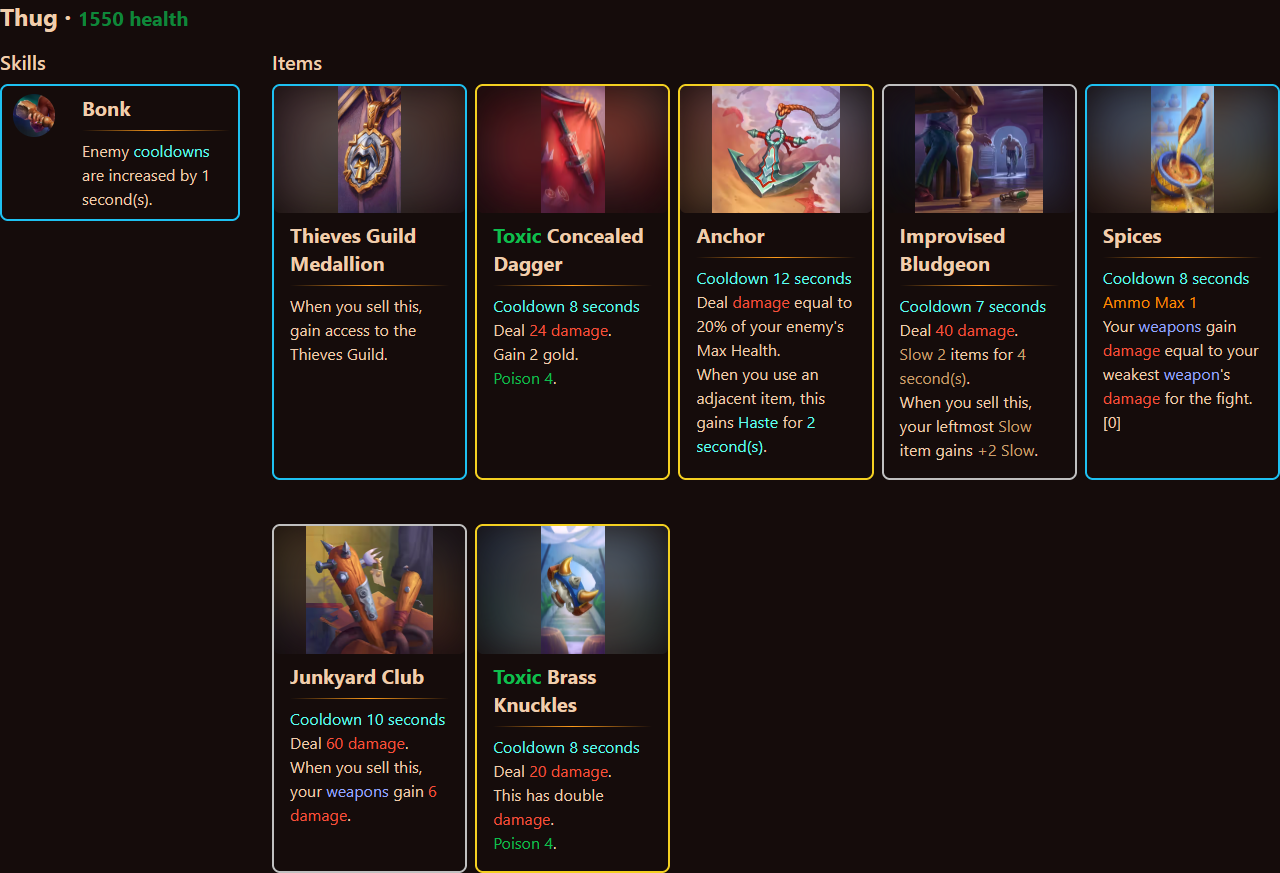 Thug · 1550 health
Skills
Bonk
Enemy cooldowns
are increased by 1
second(s).
Items
Thieves Guild
Medallion
When you sell this,
gain access to the
Thieves Guild.
Toxic Concealed
Dagger
Cooldown 8 seconds
Deal 24 damage.
Gain 2 gold.
Poison 4.
Anchor
Cooldown 12 seconds
Deal damage equal to
20% of your enemy's
Max Health.
When you use an
adjacent item, this
gains Haste for 2
second(s).
Improvised
Bludgeon
Cooldown 7 seconds
Deal 40 damage.
Slow 2 items for 4
second(s).
When you sell this,
your leftmost Slow
item gains +2 Slow.
Spices
Cooldown 8 seconds
Ammo Max 1
Your weapons gain
damage equal to your
weakest weapon's
damage for the fight.
[0]
Junkyard Club
Cooldown 10 seconds
Deal 60 damage.
When you sell this,
your weapons gain 6
damage.
Toxic Brass
Knuckles
Cooldown 8 seconds
Deal 20 damage.
This has double
damage.
Poison 4.